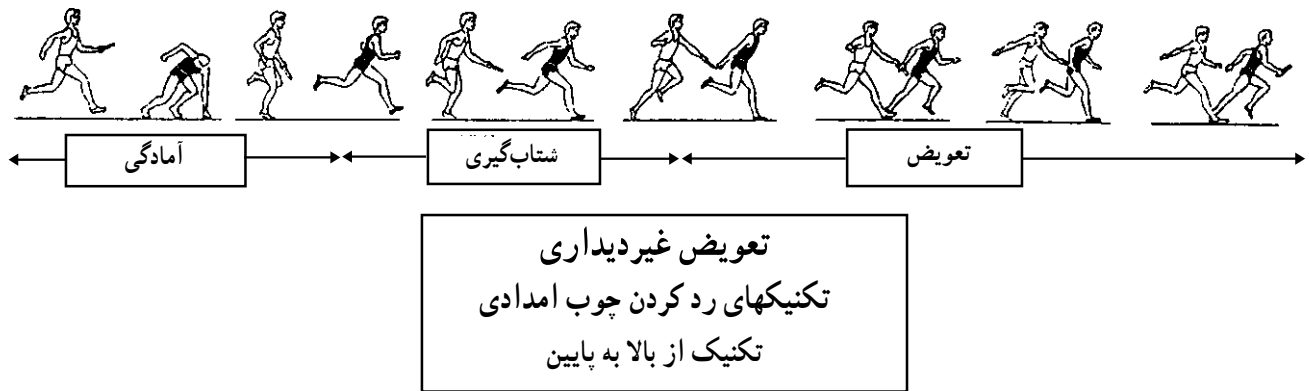 آمادگی
شتاب‌گیری
تعویض
تعویض غیردیداری
تکنیکهای رد کردن چوب امدادی
تکنیک از بالا به پایین